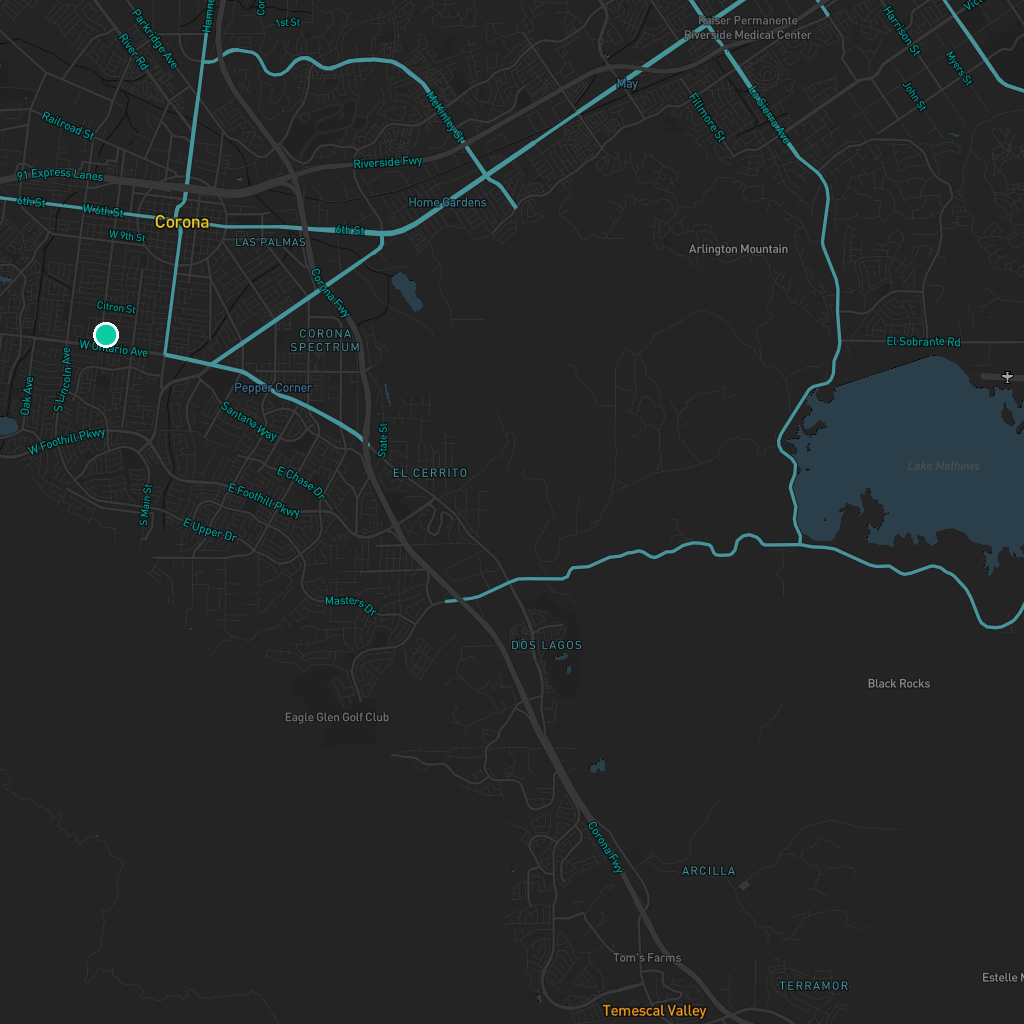 1st St
Parkridge Ave
River Rd
Kaiser Permanente
Riverside Medical Center
Harrison St
Myers St
John St
May
McKinley St
Fillmore St
La Sierra Ave
Railroad St
Riverside Fwy
91 Express Lanes
6th St
W 6th St
Home Gardens
Corona
6th St
W 9th St
LAS PALMAS
Arlington Mountain
Corona Fwy
Citron St
CORONA
SPECTRUM
El Sobrante Rd
W Ontario Ave
Oak Ave
S Lincoln Ave
Pepper Corner
Santana Way
State St
W Foothill Pkwy
EL CERRITO
Lake Mathews
E Chase Dr
E Foothill Pkwy
S Main St
E Upper Dr
Masters Dr
DOS LAGOS
Black Rocks
Eagle Glen Golf Club
Corona Fwy
ARCILLA
Tom's Farms
Estelle
TERRAMOR
Temescal Valley